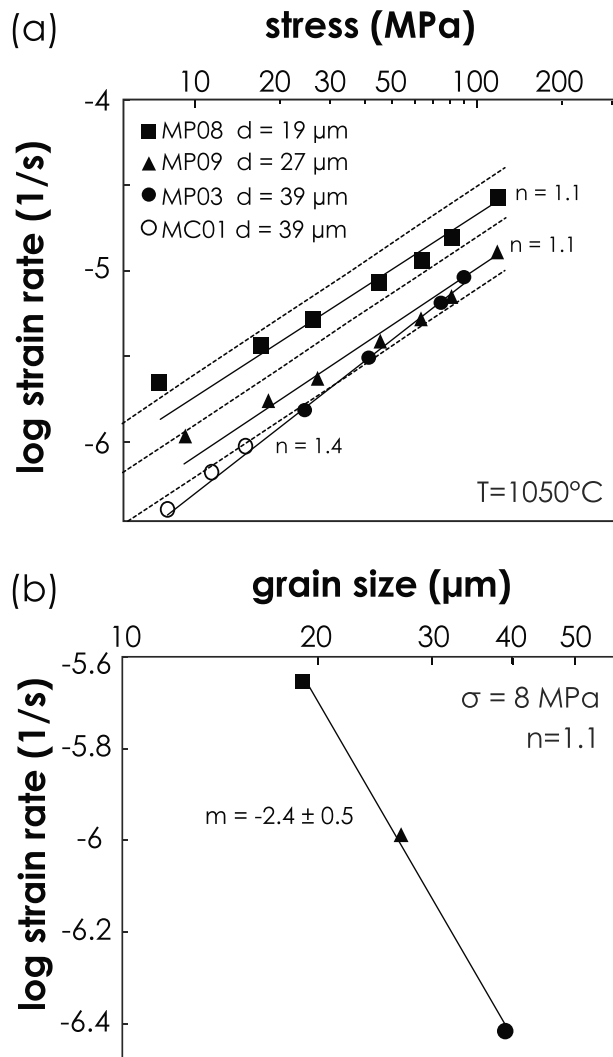 (a)
stress (MPa)
10 20 50 100 200
-4
-5
-6
log strain rate (1/s)
MP08 d = 19 µm
MP09 d = 27 µm
MP03 d = 39 µm
MC01 d = 39 µm
n = 1.1
n = 1.1
n = 1.4
T=1050°C
(b)
grain size (µm)
10 20 30 40 50
-5.6
-5.8
-6
-6.2
-6.4
log strain rate (1/s)
σ = 8 MPa
n=1.1
m = -2.4 ± 0.5